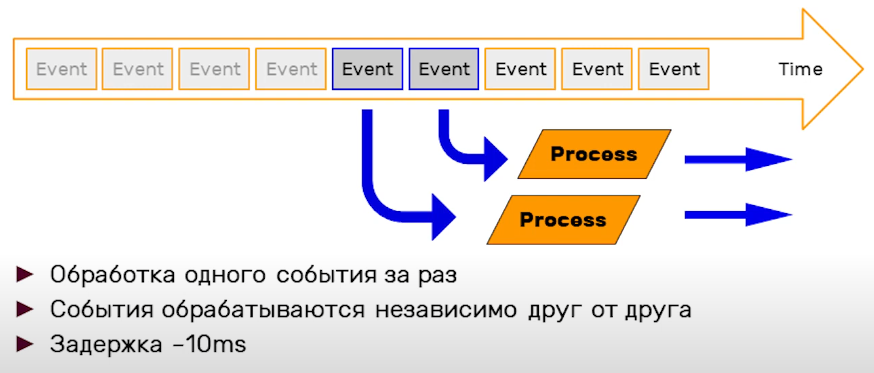 Event Event Event Event Event Event Event Event Event Time
Process
Process
► Обработка одного события за раз
► События обрабатываются независимо друг от друга
► Задержка ~10ms